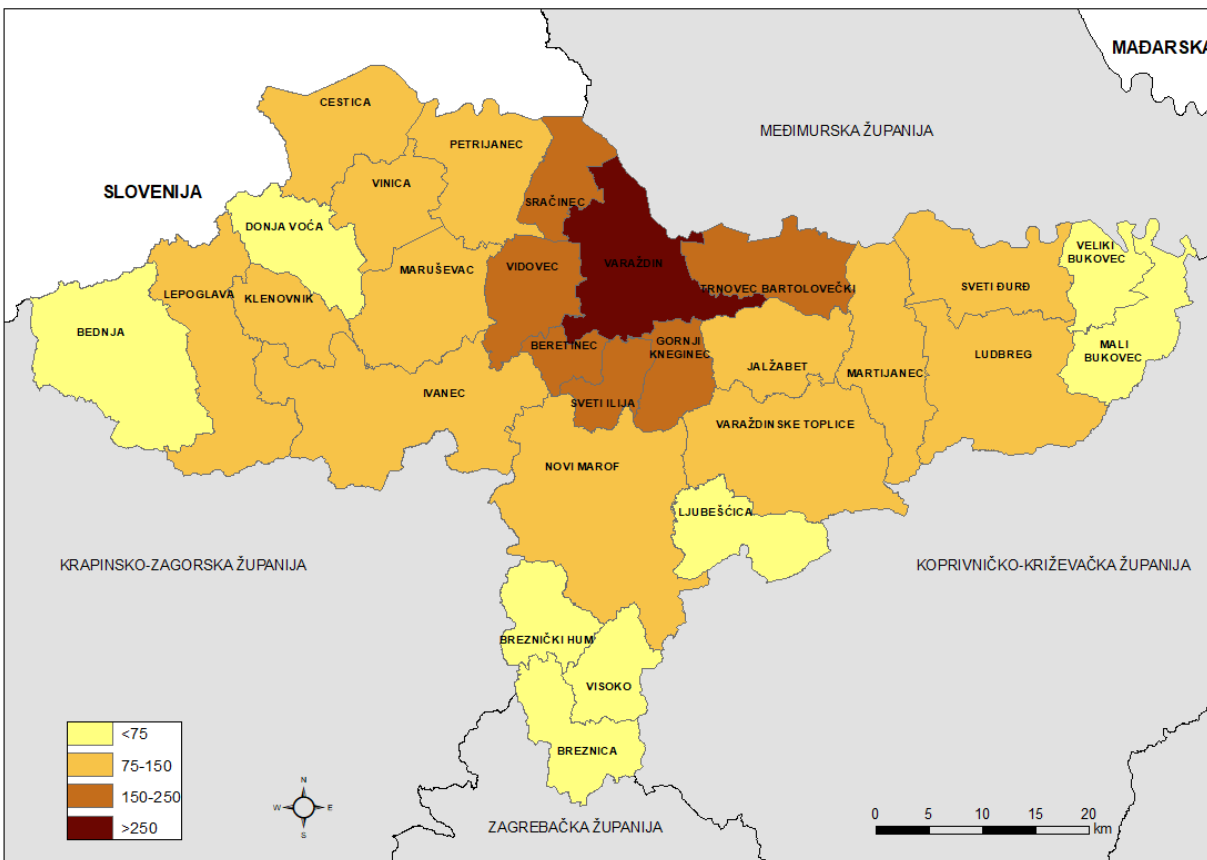 MAĐARSKA
CESTICA
MEĐIMURSKA ŽUPANIJA
PETRIJANEC
VINICA
SLOVENIJA
SRAČINEC
DONJA VOĆA
VELIKI
BUKOVEC
VARAŽDIN
VIDOVEC
MARUŠEVAC
TRNOVEC BARTOLOVEČKI
SVETI ĐURĐ
LEPOGLAVA
KLENOVNIK
BEDNJA
BERETINEC
GORNJI
KNEGINEC
MALI
BUKOVEC
LUDBREG
JALŽABET
MARTIJANEC
IVANEC
SVETI ILIJA
VARAŽDINSKE TOPLICE
NOVI MAROF
LJUBEŠĆICA
KRAPINSKO-ZAGORSKA ŽUPANIJA
KOPRIVNIČKO-KRIŽEVAČKA ŽUPANIJA
BREZNIČKI HUM
VISOKO
BREZNICA
<75
75-150
150-250
>250
N
W E
S
ZAGREBAČKA ŽUPANIJA
0 5 10 15 20
km